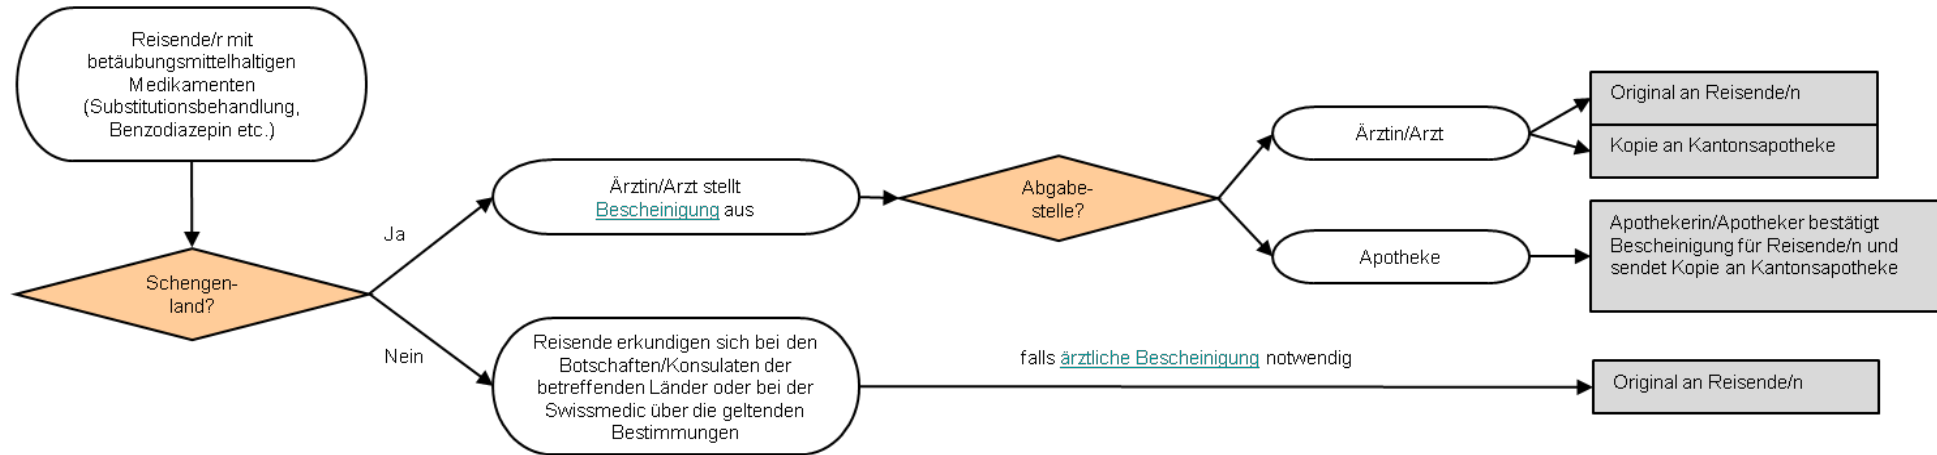 Reisende/r mit
betäubungsmittelhaltigen
Medikamenten
(Substitutionsbehandlung,
Benzodiazepin etc.)
Schengen-
land?
Ja
Ärztin/Arzt stellt
Bescheinigung aus
Abgabe-
stelle?
Ärztin/Arzt
Original an Reisende/n
Kopie an Kantonsapotheke
Apotheke
Apothekerin/Apotheker bestätigt
Bescheinigung für Reisende/n und
sendet Kopie an Kantonsapotheke
Nein
Reisende erkundigen sich bei den
Botschaften/Konsulaten der
betreffenden Länder oder bei der
Swissmedic über die geltenden
Bestimmungen
falls ärztliche Bescheinigung notwendig
Original an Reisende/n